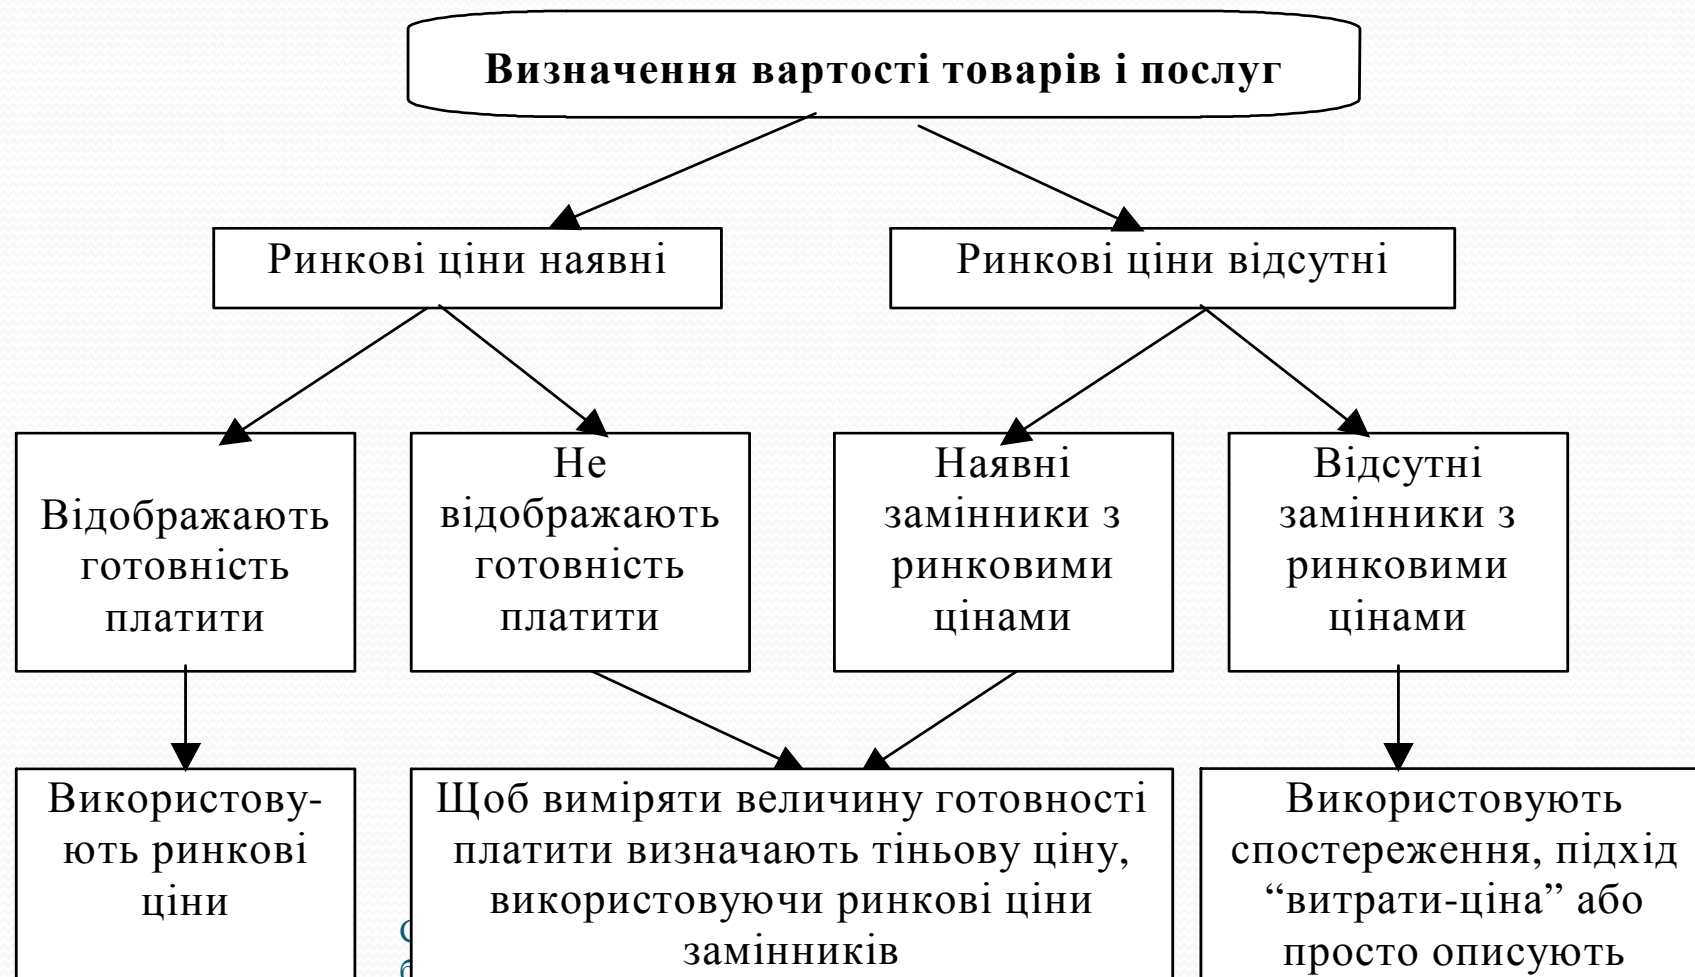 Визначення вартості товарів і послуг
Ринкові ціни наявні
Ринкові ціни відсутні
Відображають
готовність
платити
Не
відображають
готовність
платити
Наявні
замінники з
ринковими
цінами
Відсутні
замінники з
ринковими
цінами
Використову-
ють ринкові
ціни
Щоб виміряти величину готовності
платити визначають тіньову ціну,
використовуючи ринкові ціни
замінників
Використовують
спостереження, підхід
“витрати-ціна” або
просто описують